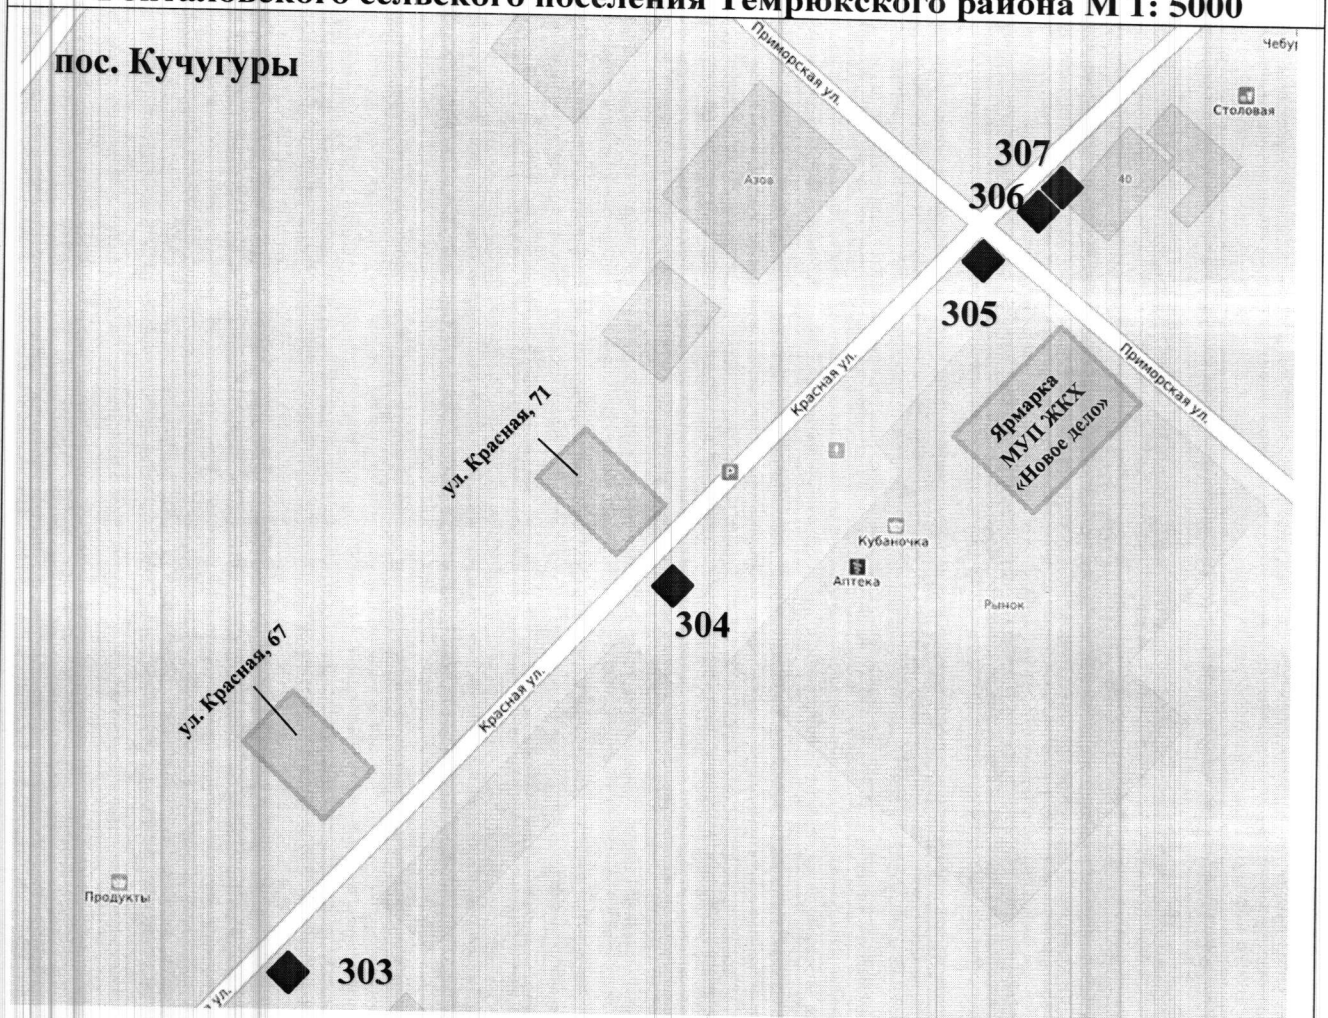 сельского поселения Темрюкского района М 1: 5000
пос. Кучугуры
Приморская ул.
Столовая
307
306
Азов
40
305
Приморская ул.
Красная ул.
Ярмарка
МУП ЖКХ
«Новое дело»
ул. Красная, 71
P
Кубаночка
Аптека
Рынок
304
ул. Красная, 67
Красная ул.
Продукты
303
ул.